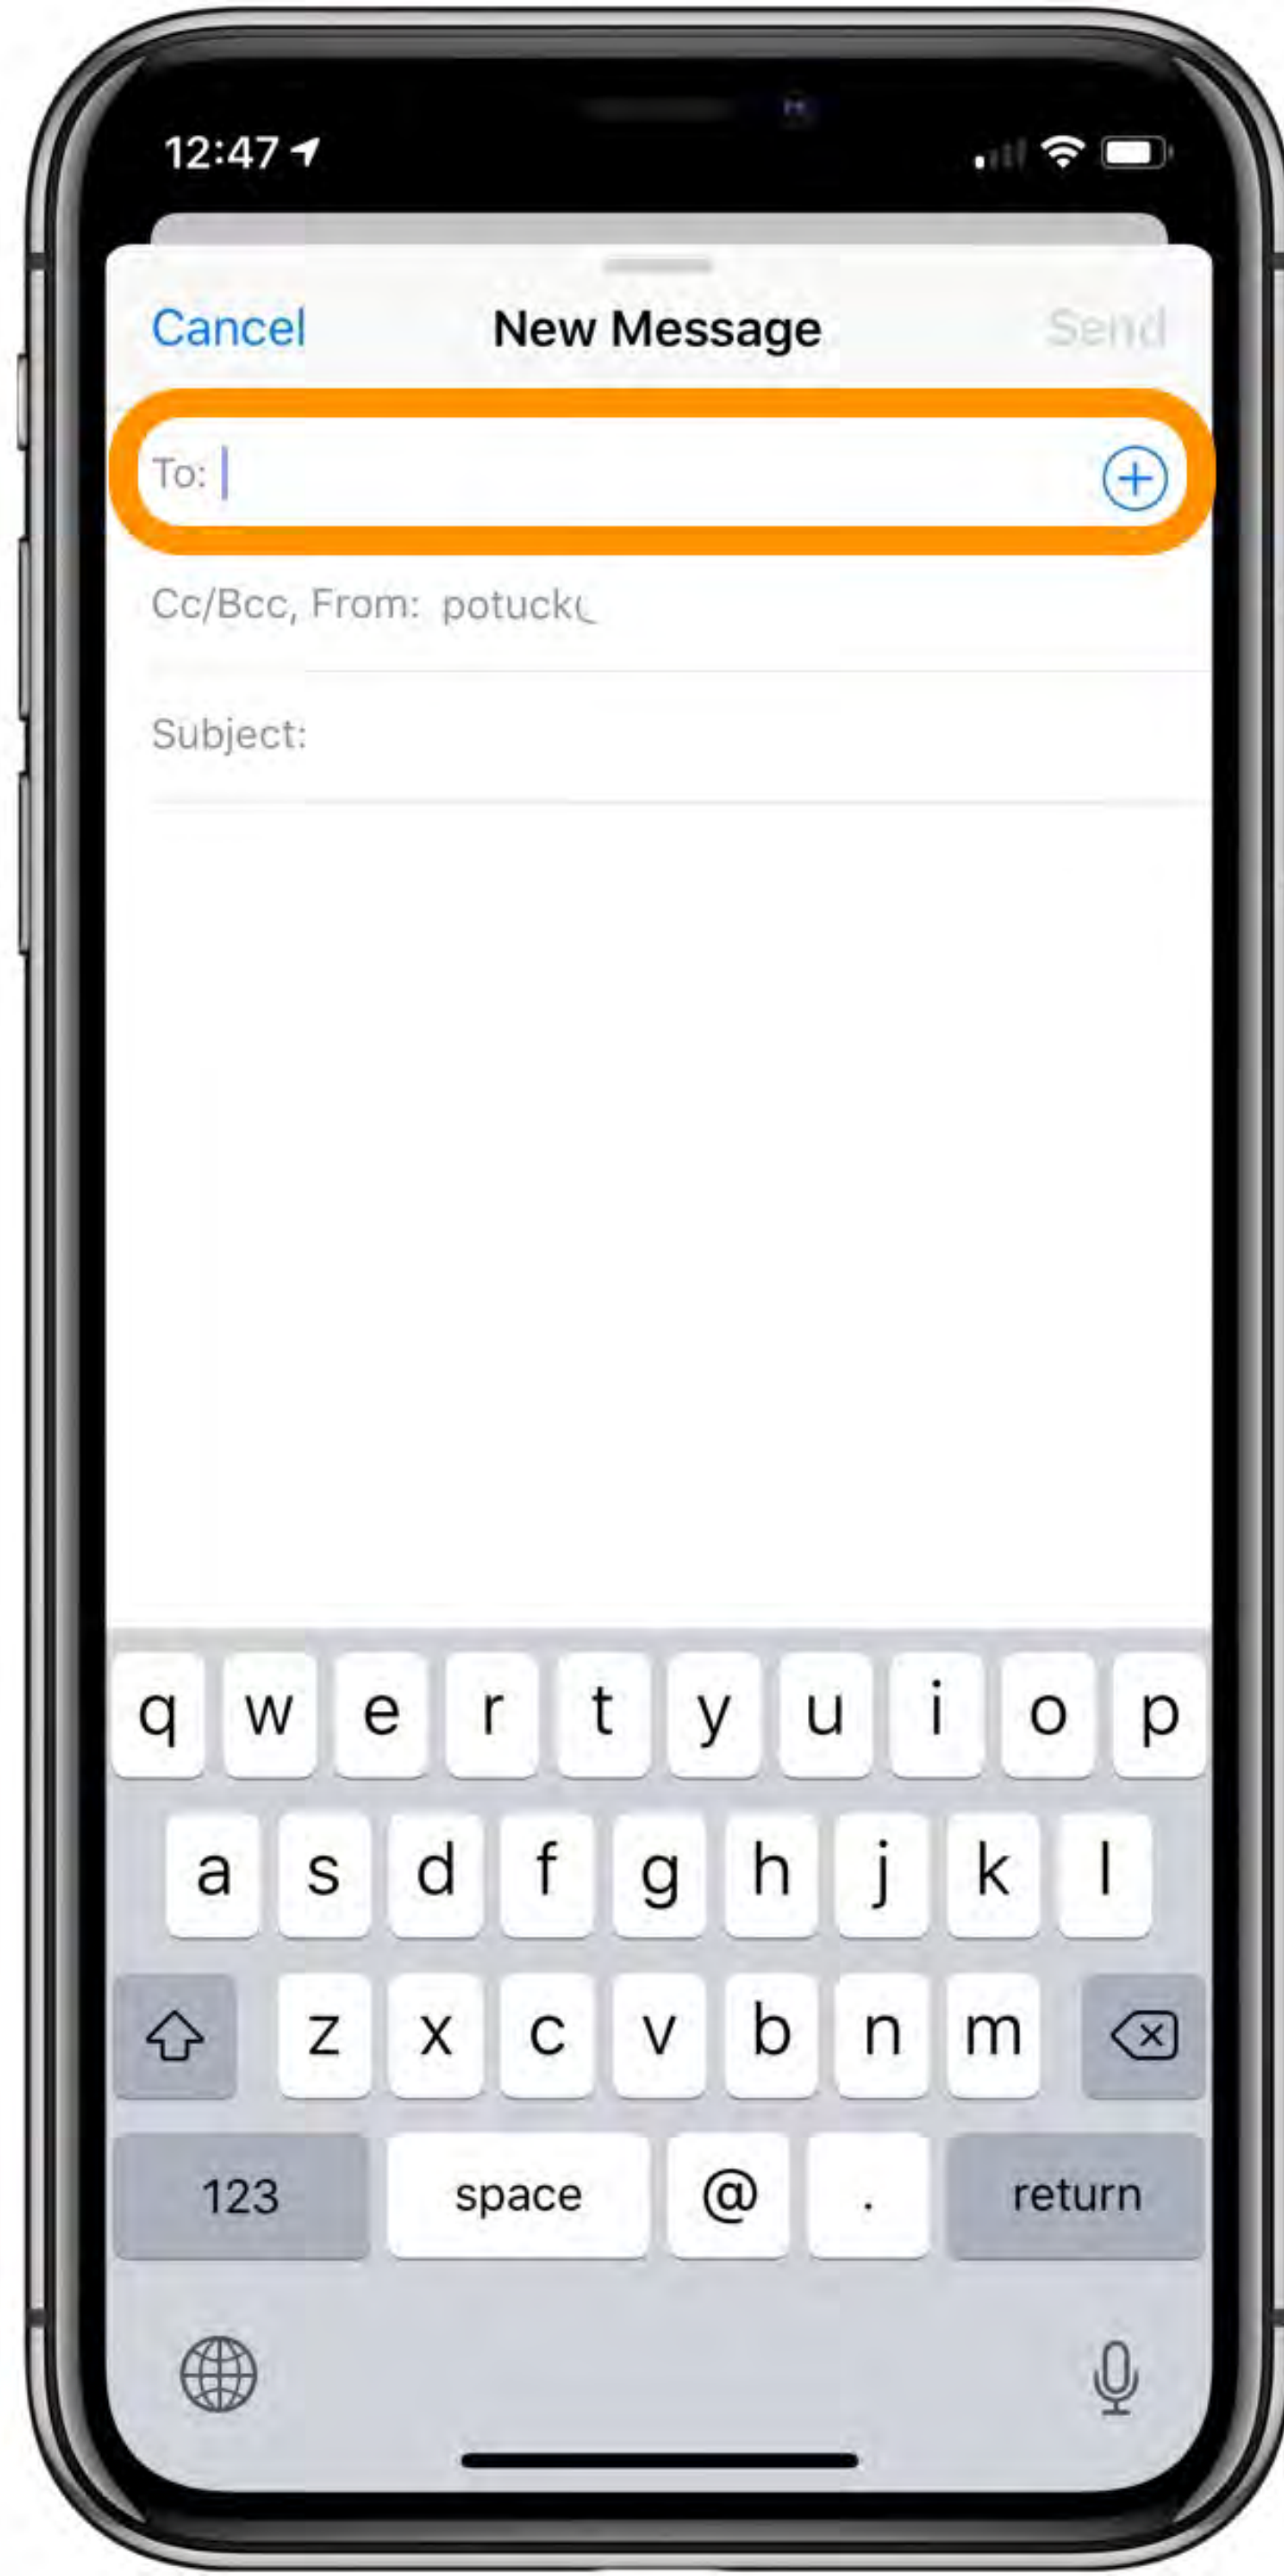 12:47
Cancel New Message Send
To:
Cc/Bcc, From: potuck
Subject:
q w e r t y u i o p
a s d f g h j k l
z x c v b n m
123 space @ . return